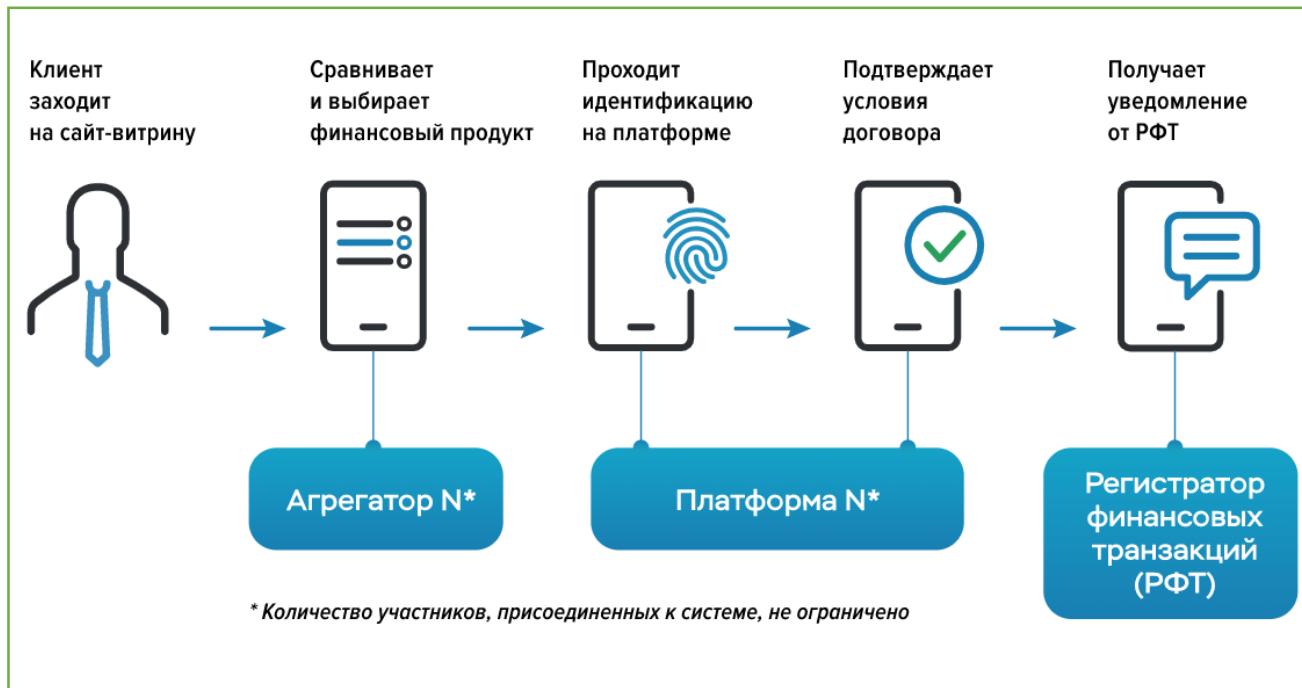 Клиент
заходит
на сайт-витрину
Сравнивает
и выбирает
финансовый продукт
Проходит
идентификацию
на платформе
Подтверждает
условия
договора
Получает
уведомление
от РФТ
Агрегатор N*
Платформа N*
Регистратор
финансовых
транзакций
(РФТ)
* Количество участников, присоединенных к системе, не ограничено